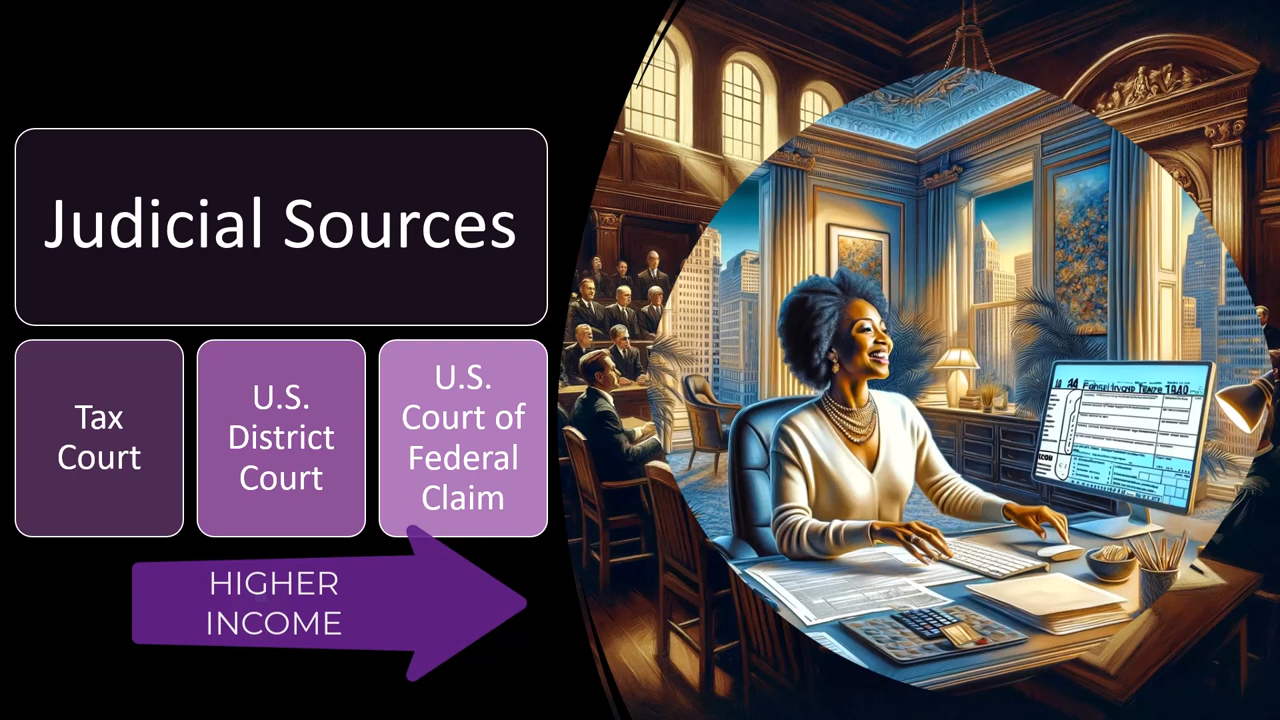 Judicial Sources
Tax
Court
U.S.
District
Court
U.S.
Court of
Federal
Claim
HIGHER
INCOME